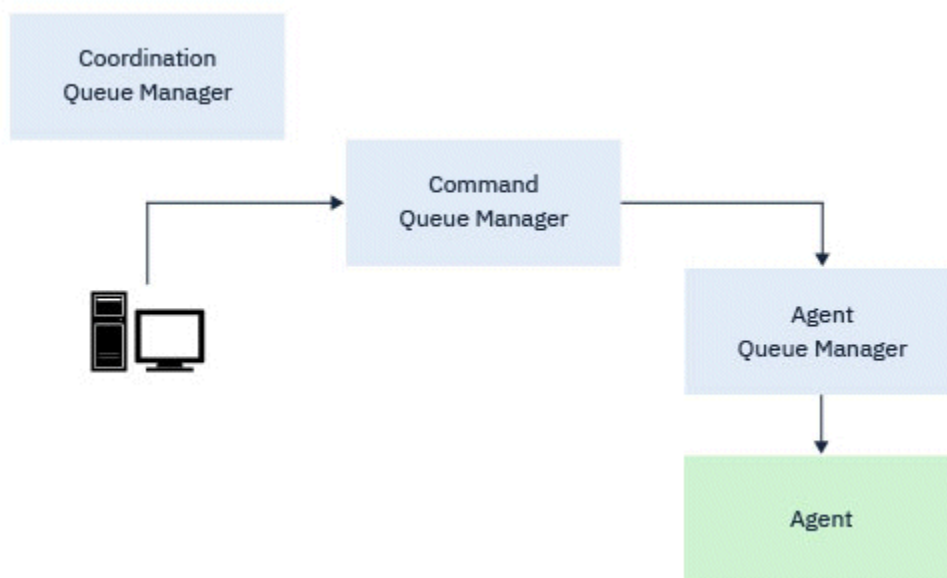 Coordination
Queue Manager
Command
Queue Manager
Agent
Queue Manager
Agent